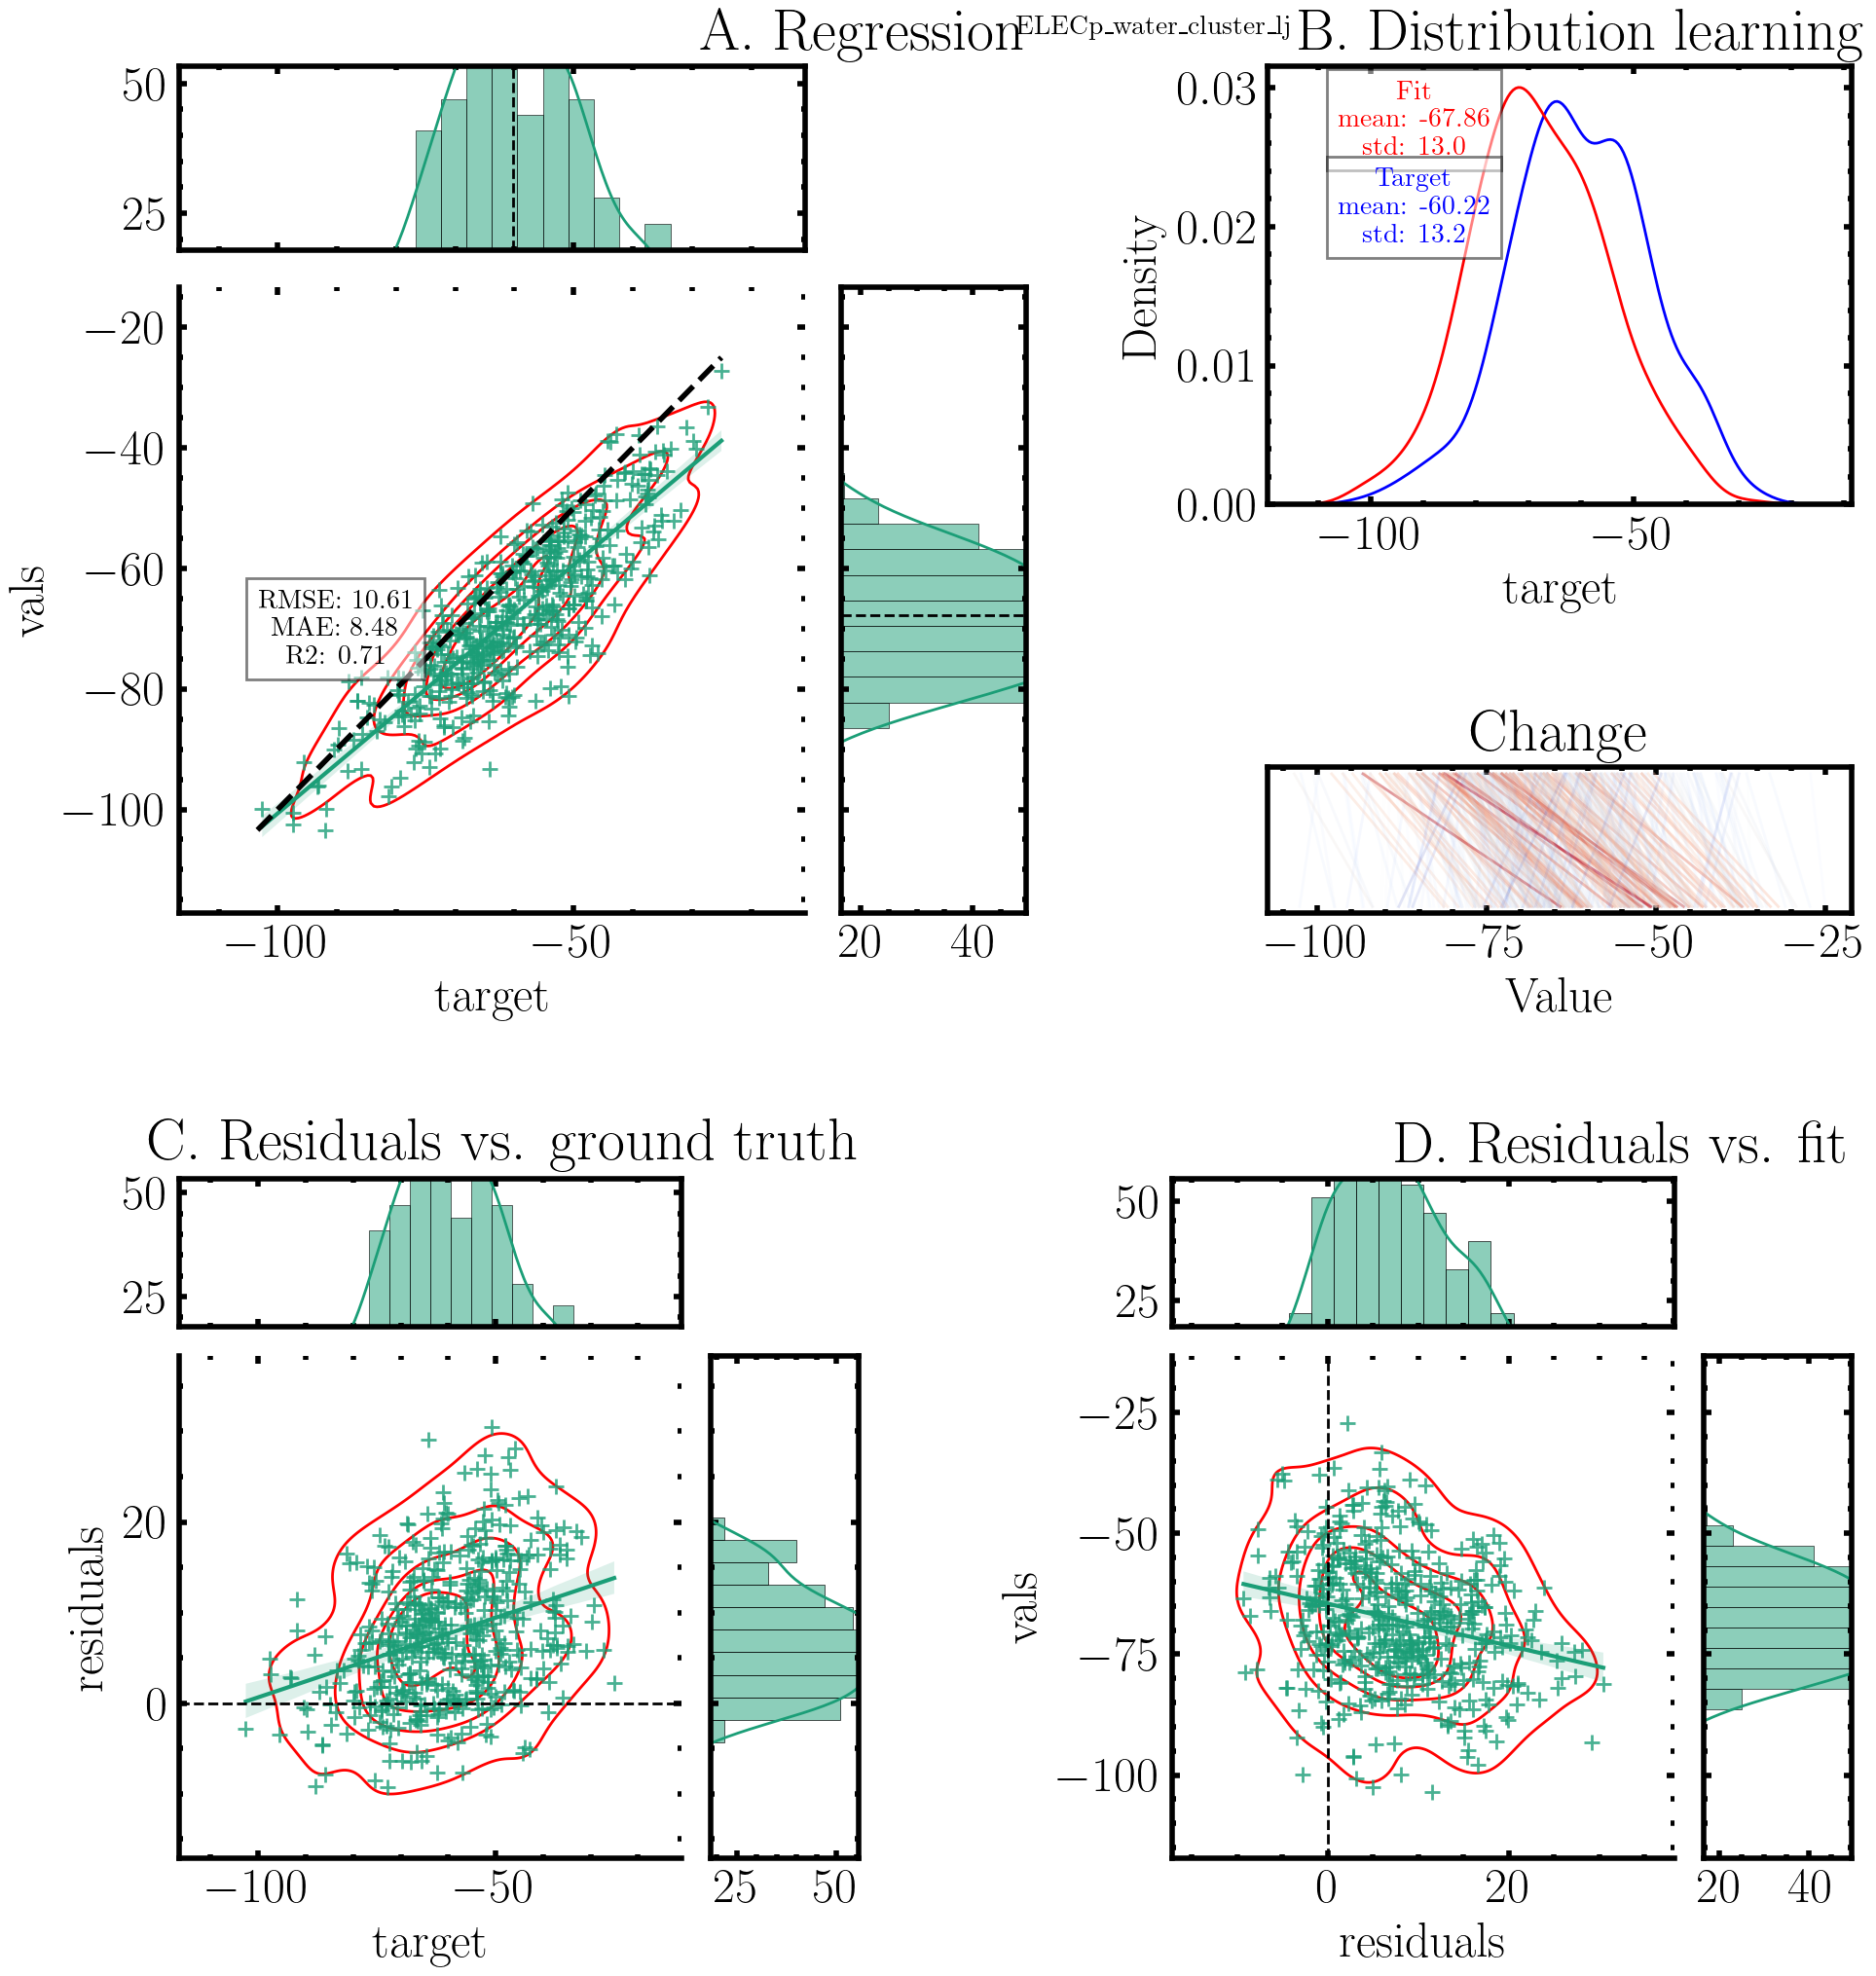 A. Regression
ELECp_water_cluster_lj
B. Distribution learning
50
25
−20
−40
−60
−80
−100
vals
RMSE: 10.61
MAE: 8.48
R2: 0.71
−100
−50
target
20
40
0.03
0.02
0.01
0.00
Density
Fit
mean: -67.86
std: 13.0
Target
mean: -60.22
std: 13.2
−100
−50
target
Change
−100
−75
−50
−25
Value
C. Residuals vs. ground truth
50
25
20
0
residuals
−100
−50
target
25
50
D. Residuals vs. fit
50
25
−25
−50
−75
−100
vals
0
20
residuals
20
40